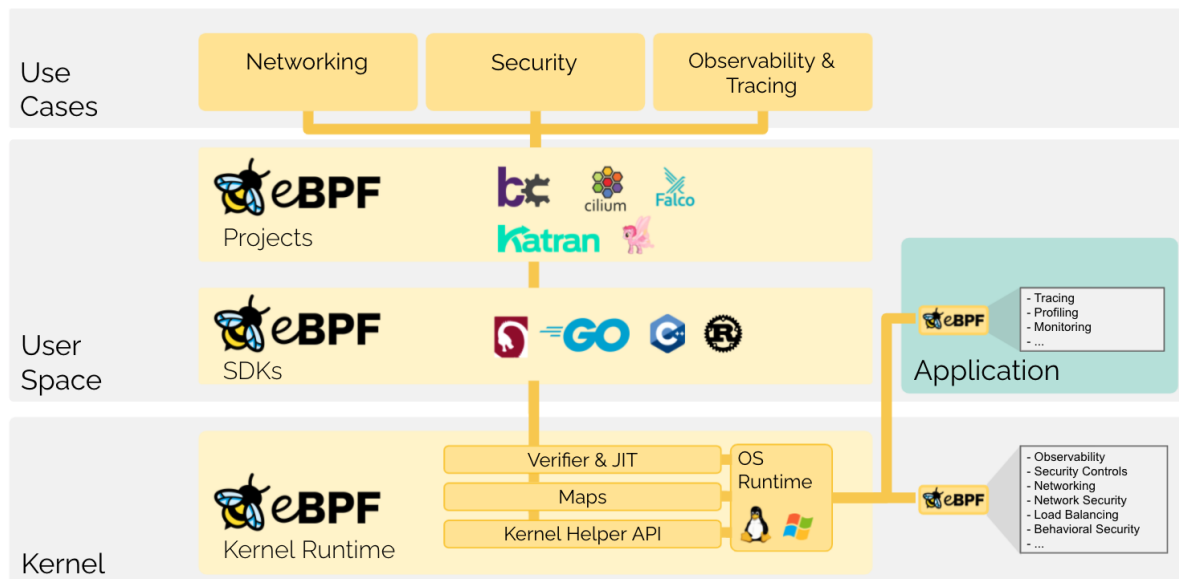 Use
Cases
Networking
Security
Observability &
Tracing
eBPF
Projects
bc
cilium
Falco
Katran
User
Space
eBPF
SDKs
GO
C++
R
eBPF
- Tracing
- Profiling
- Monitoring
- ...
Application
Kernel
eBPF
Kernel Runtime
Verifier & JIT
Maps
Kernel Helper API
OS
Runtime
eBPF
- Observability
- Security Controls
- Networking
- Network Security
- Load Balancing
- Behavioral Security
- ...